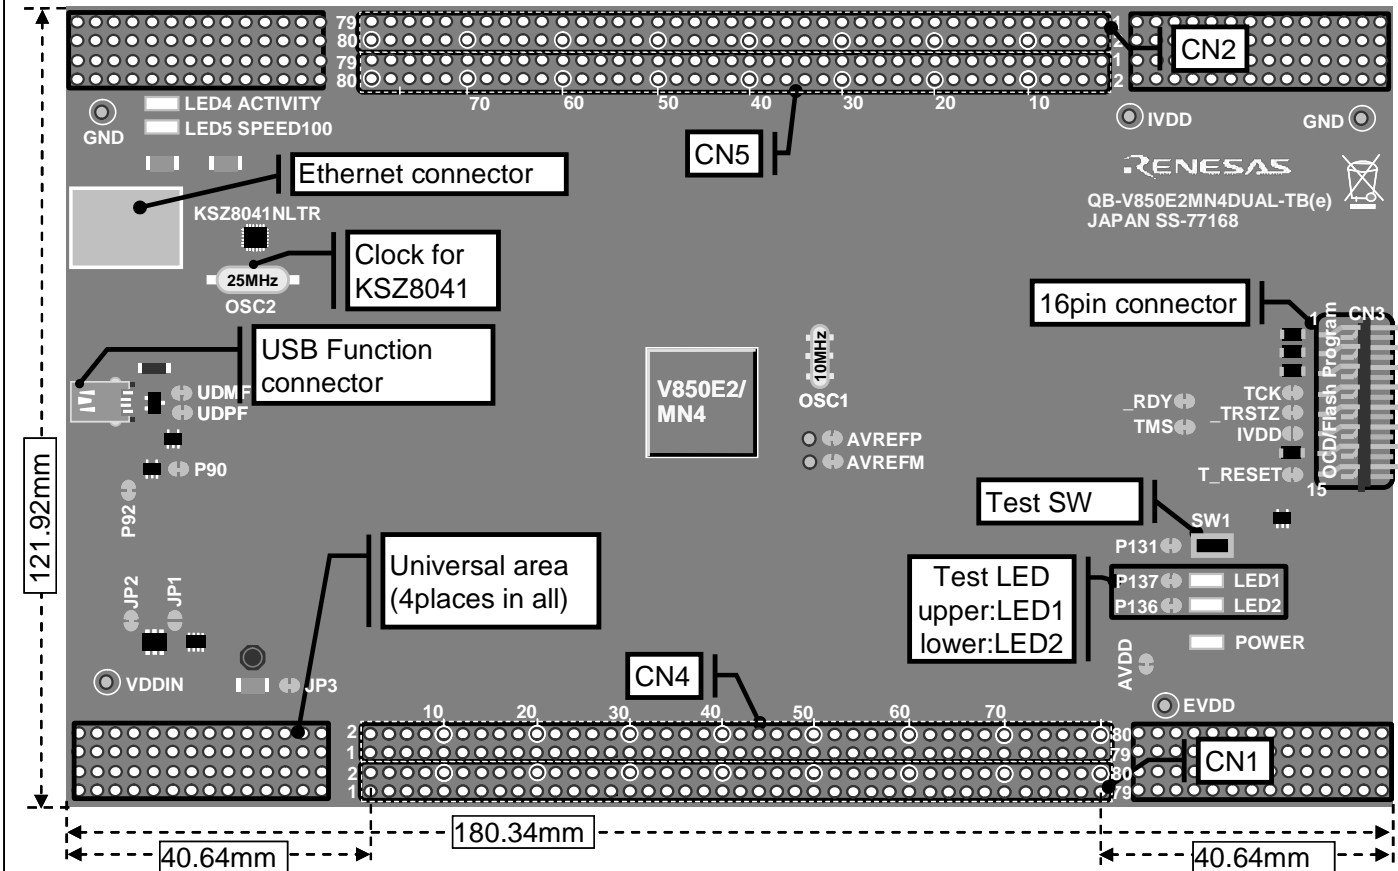 79
1
80
2
79
1
80
2
70
60
50
40
30
20
10
CN2
CN5
LED4 ACTIVITY
LED5 SPEED100
GND
IVDD
GND
Ethernet connector
RENESAS
QB-V850E2MN4DUAL-TB(e)
JAPAN SS-77168
KSZ8041NLTR
Clock for
KSZ8041
25MHz
OSC2
16pin connector
1
CN3
OCD/Flash Program
15
USB Function
connector
UDMF
UDPF
P90
P92
V850E2/
MN4
10MHz
OSC1
AVREFP
AVREFM
_RDY
TMS
TCK
_TRSTZ
IVDD
T_RESET
Test SW
SW1
P131
Test LED
upper:LED1
lower:LED2
P137
LED1
P136
LED2
POWER
AVDD
EVDD
121.92mm
Universal area
(4places in all)
JP2
JP1
VDDIN
JP3
CN4
10
20
30
40
50
60
70
2
80
1
79
2
80
1
79
CN1
180.34mm
40.64mm
40.64mm